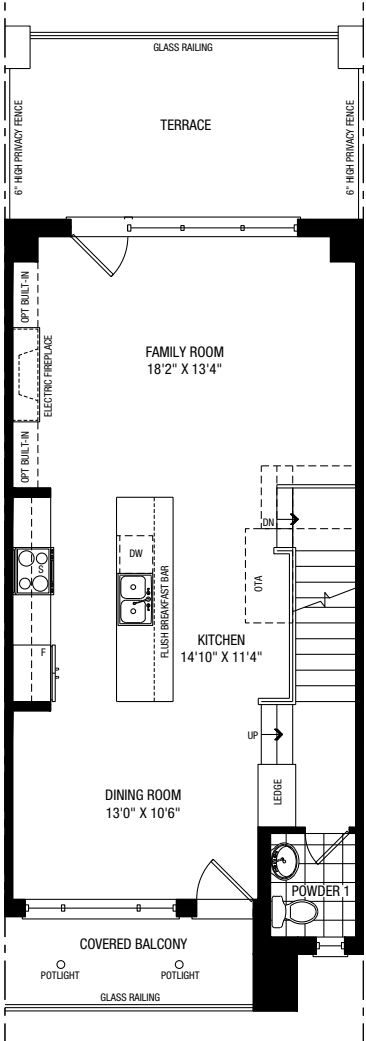 GLASS RAILING
TERRACE
6" HIGH PRIVACY FENCE
6" HIGH PRIVACY FENCE
OPT BUILT-IN
ELECTRIC FIREPLACE
OPT BUILT-IN
FAMILY ROOM
18'2" X 13'4"
DN
DW
S
OTA
FLUSH BREAKFAST BAR
KITCHEN
14'10" X 11'4"
F
UP
LEDGE
DINING ROOM
13'0" X 10'6"
POWDER 1
COVERED BALCONY
POTLIGHT
POTLIGHT
GLASS RAILING